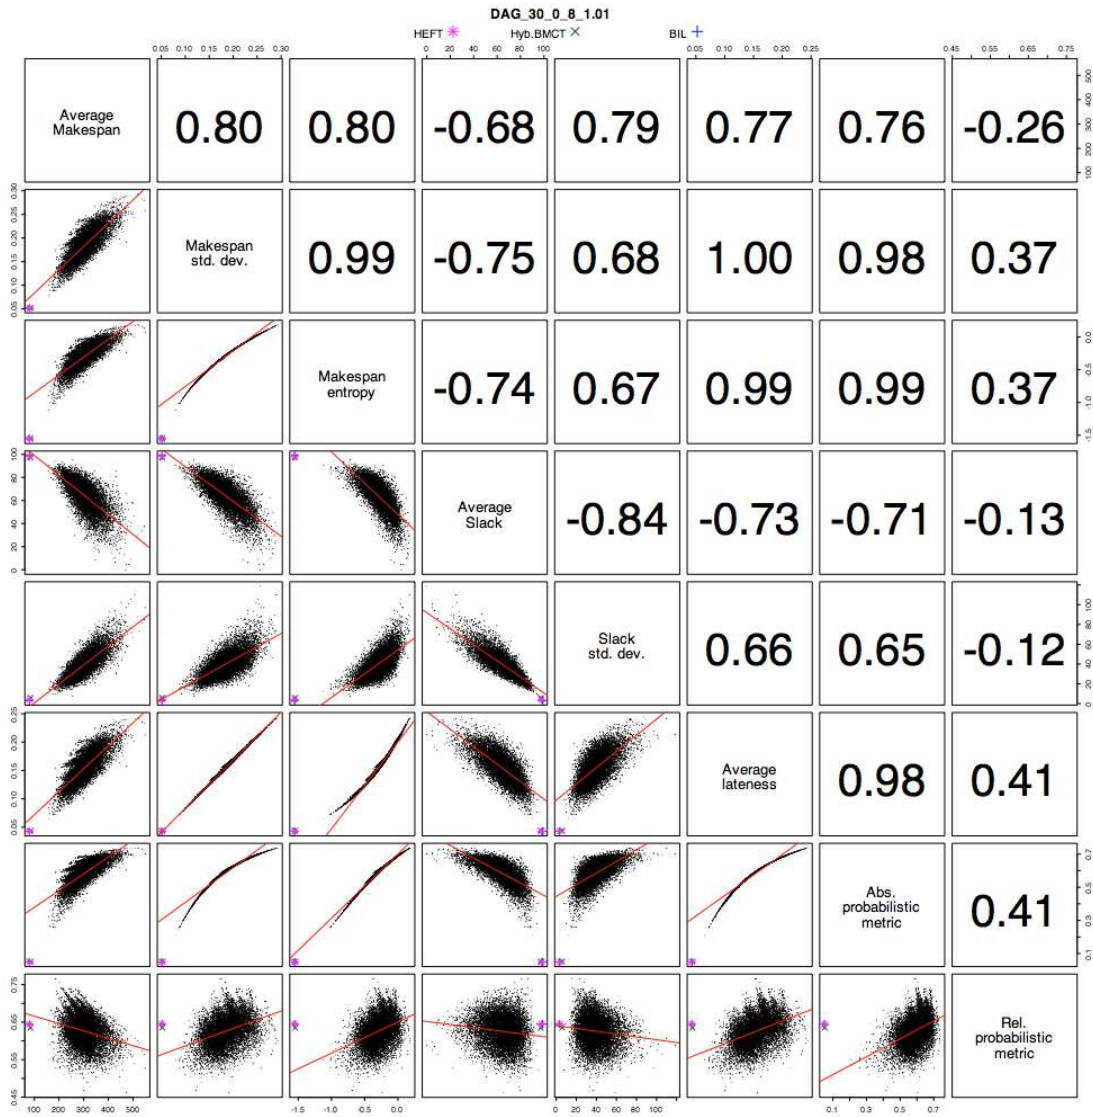 DAG_30_0_8_1.01
HEFT Hyb.BMCT BIL
0.05 0.10 0.15 0.20 0.25 0.30 0 20 40 60 80 100 0.05 0.10 0.15 0.20 0.25 0.45 0.55 0.65 0.75
Average
Makespan
0.80 0.80 -0.68 0.79 0.77 0.76 -0.26
100 200 300 400 500
0.05 0.10 0.15 0.20 0.25 0.30
Makespan
std. dev.
0.99 -0.75 0.68 1.00 0.98 0.37
Makespan
entropy
-0.74 0.67 0.99 0.99 0.37
-1.5 -1.0 -0.5 0.0
0 20 40 60 80 100
Average
Slack
-0.84 -0.73 -0.71 -0.13
Slack
std. dev.
0.66 0.65 -0.12
0 20 40 60 80 100
0.05 0.10 0.15 0.20 0.25
Average
lateness
0.98 0.41
Abs.
probabilistic
metric
0.41
0.1 0.3 0.5 0.7
0.45 0.55 0.65 0.75
Rel.
probabilistic
metric
100 200 300 400 500 -1.5 -1.0 -0.5 0.0 0 20 40 60 80 100 0.1 0.3 0.5 0.7